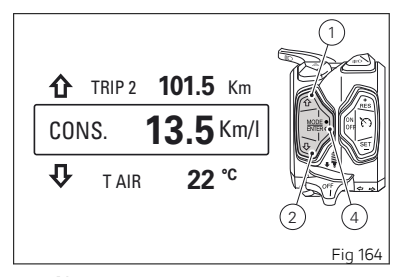 1
TRIP 2 101.5 Km
CONS. 13.5 Km/l
T AIR 22 °C
MODE
ENTER
RES
ON
OFF
SET
OFF
2
4
Fig 164